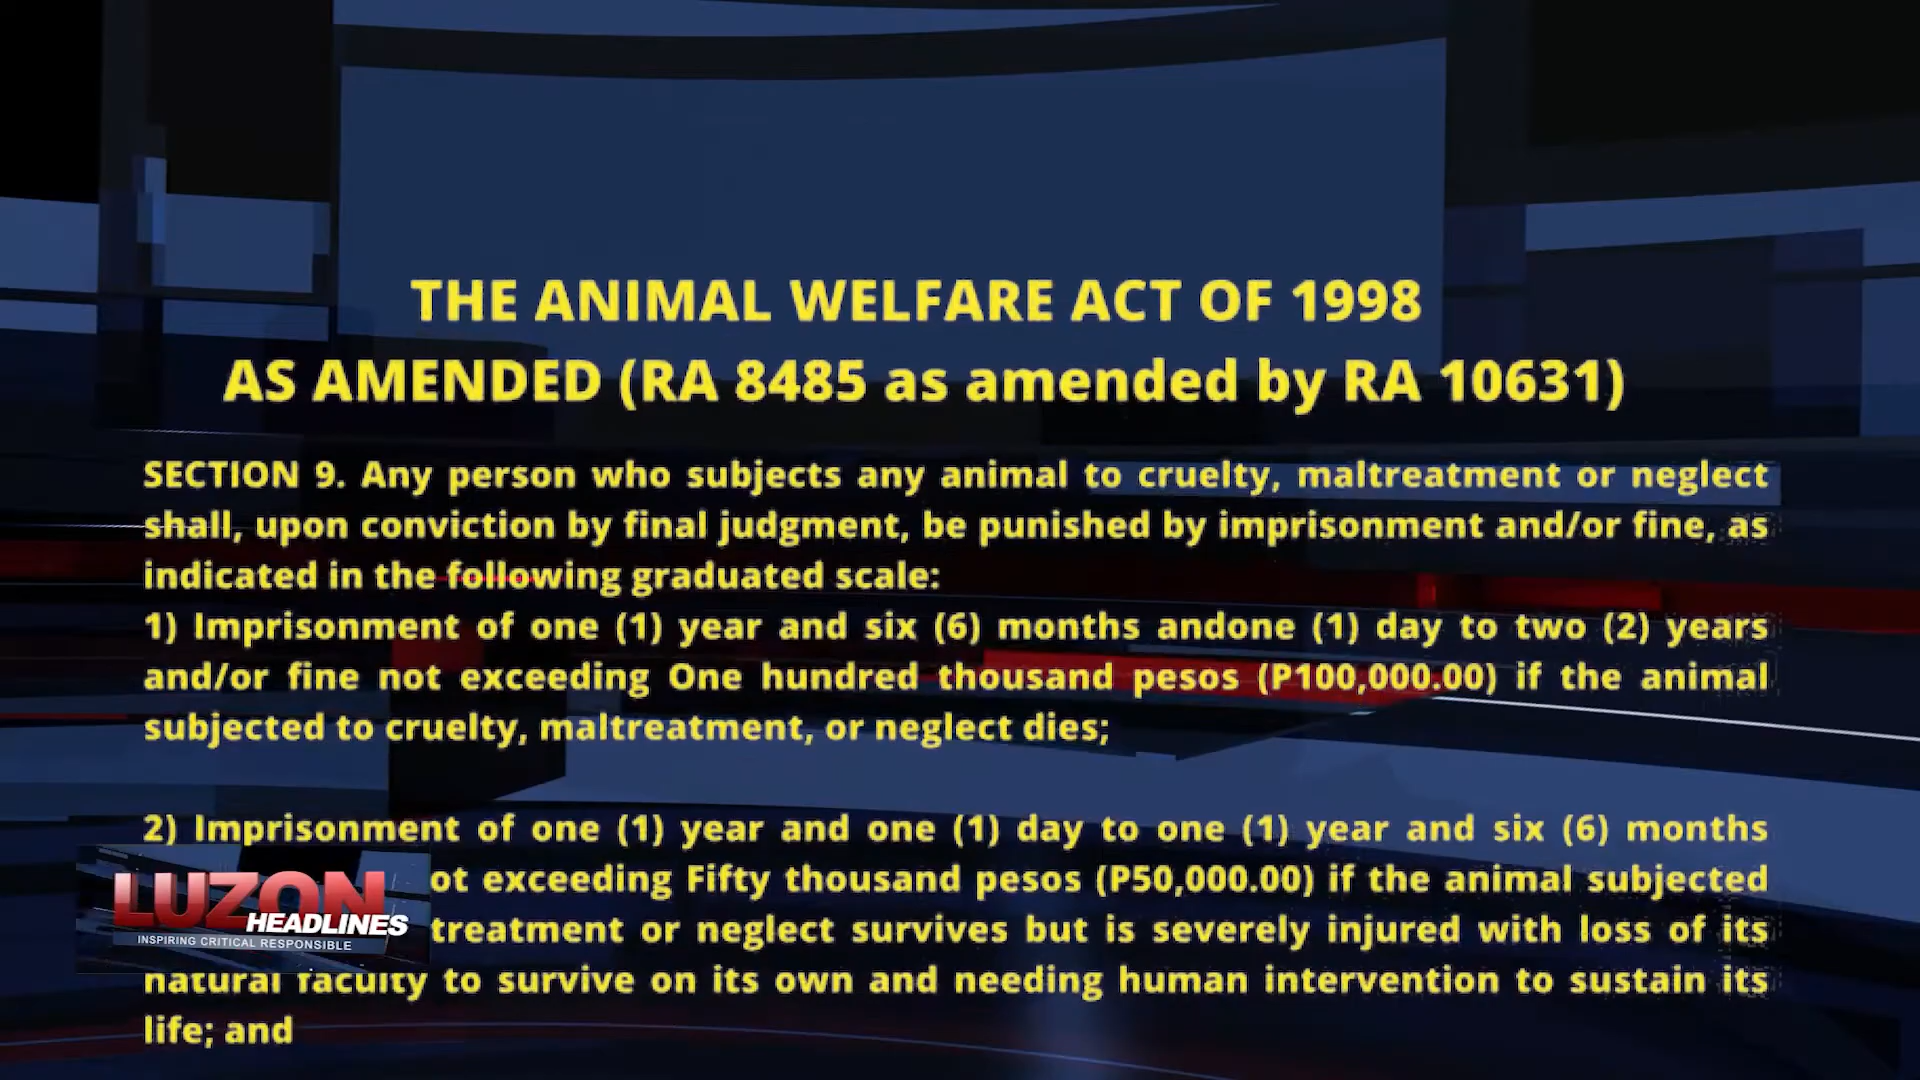 THE ANIMAL WELFARE ACT OF 1998
AS AMENDED (RA 8485 as amended by RA 10631)
SECTION 9. Any person who subjects any animal to cruelty, maltreatment or neglect
shall, upon conviction by final judgment, be punished by imprisonment and/or fine, as
indicated in the following graduated scale:
1) Imprisonment of one (1) year and six (6) months andone (1) day to two (2) years
and/or fine not exceeding One hundred thousand pesos (P100,000.00) if the animal
subjected to cruelty, maltreatment, or neglect dies;
2) Imprisonment of one (1) year and one (1) day to one (1) year and six (6) months
ot exceeding Fifty thousand pesos (P50,000.00) if the animal subjected
treatment or neglect survives but is severely injured with loss of its
natural faculty to survive on its own and needing human intervention to sustain its
life; and
LUZON
HEADLINES
INSPIRING CRITICAL RESPONSIBLE